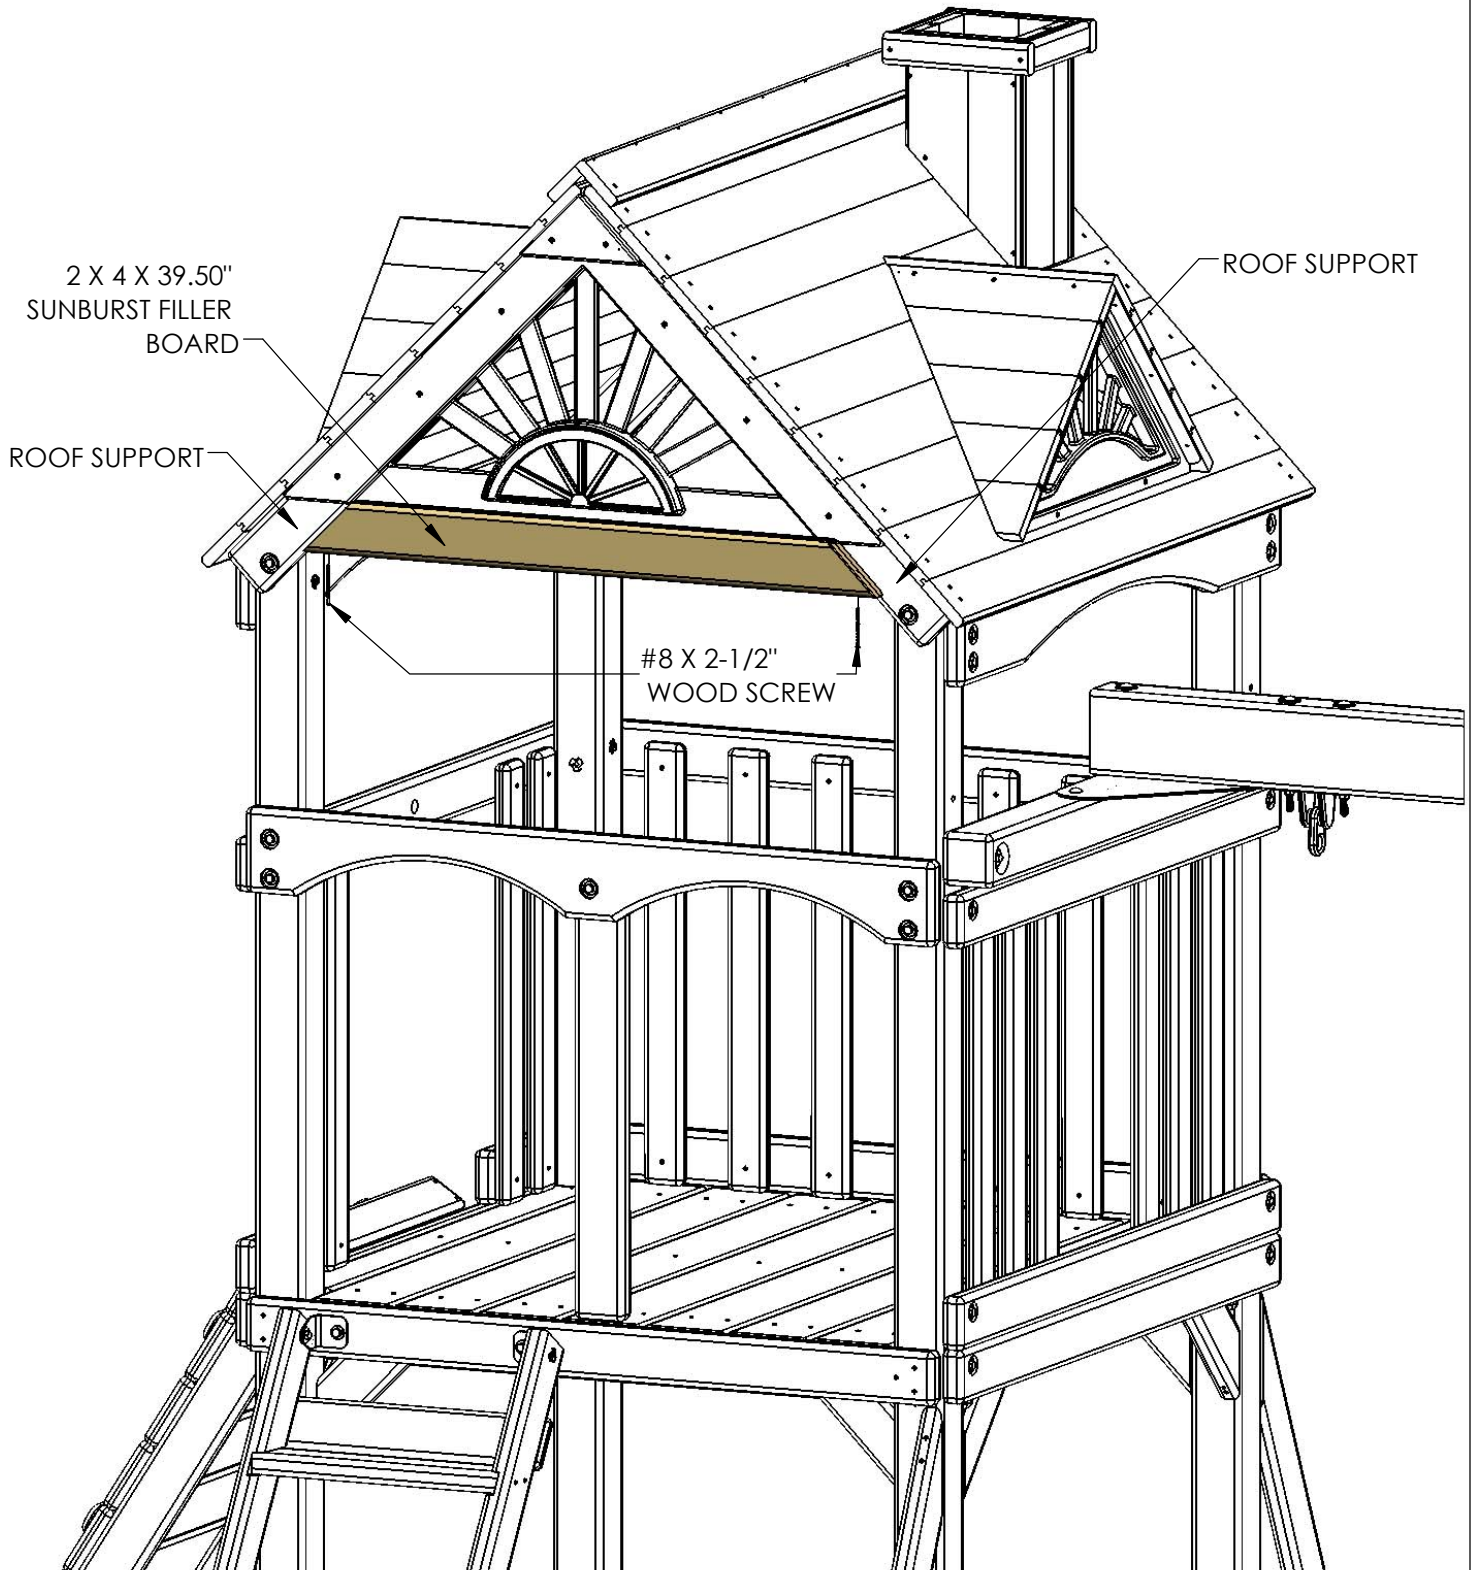 2 X 4 X 39.50"
SUNBURST FILLER
BOARD
ROOF SUPPORT
ROOF SUPPORT
#8 X 2-1/2"
WOOD SCREW